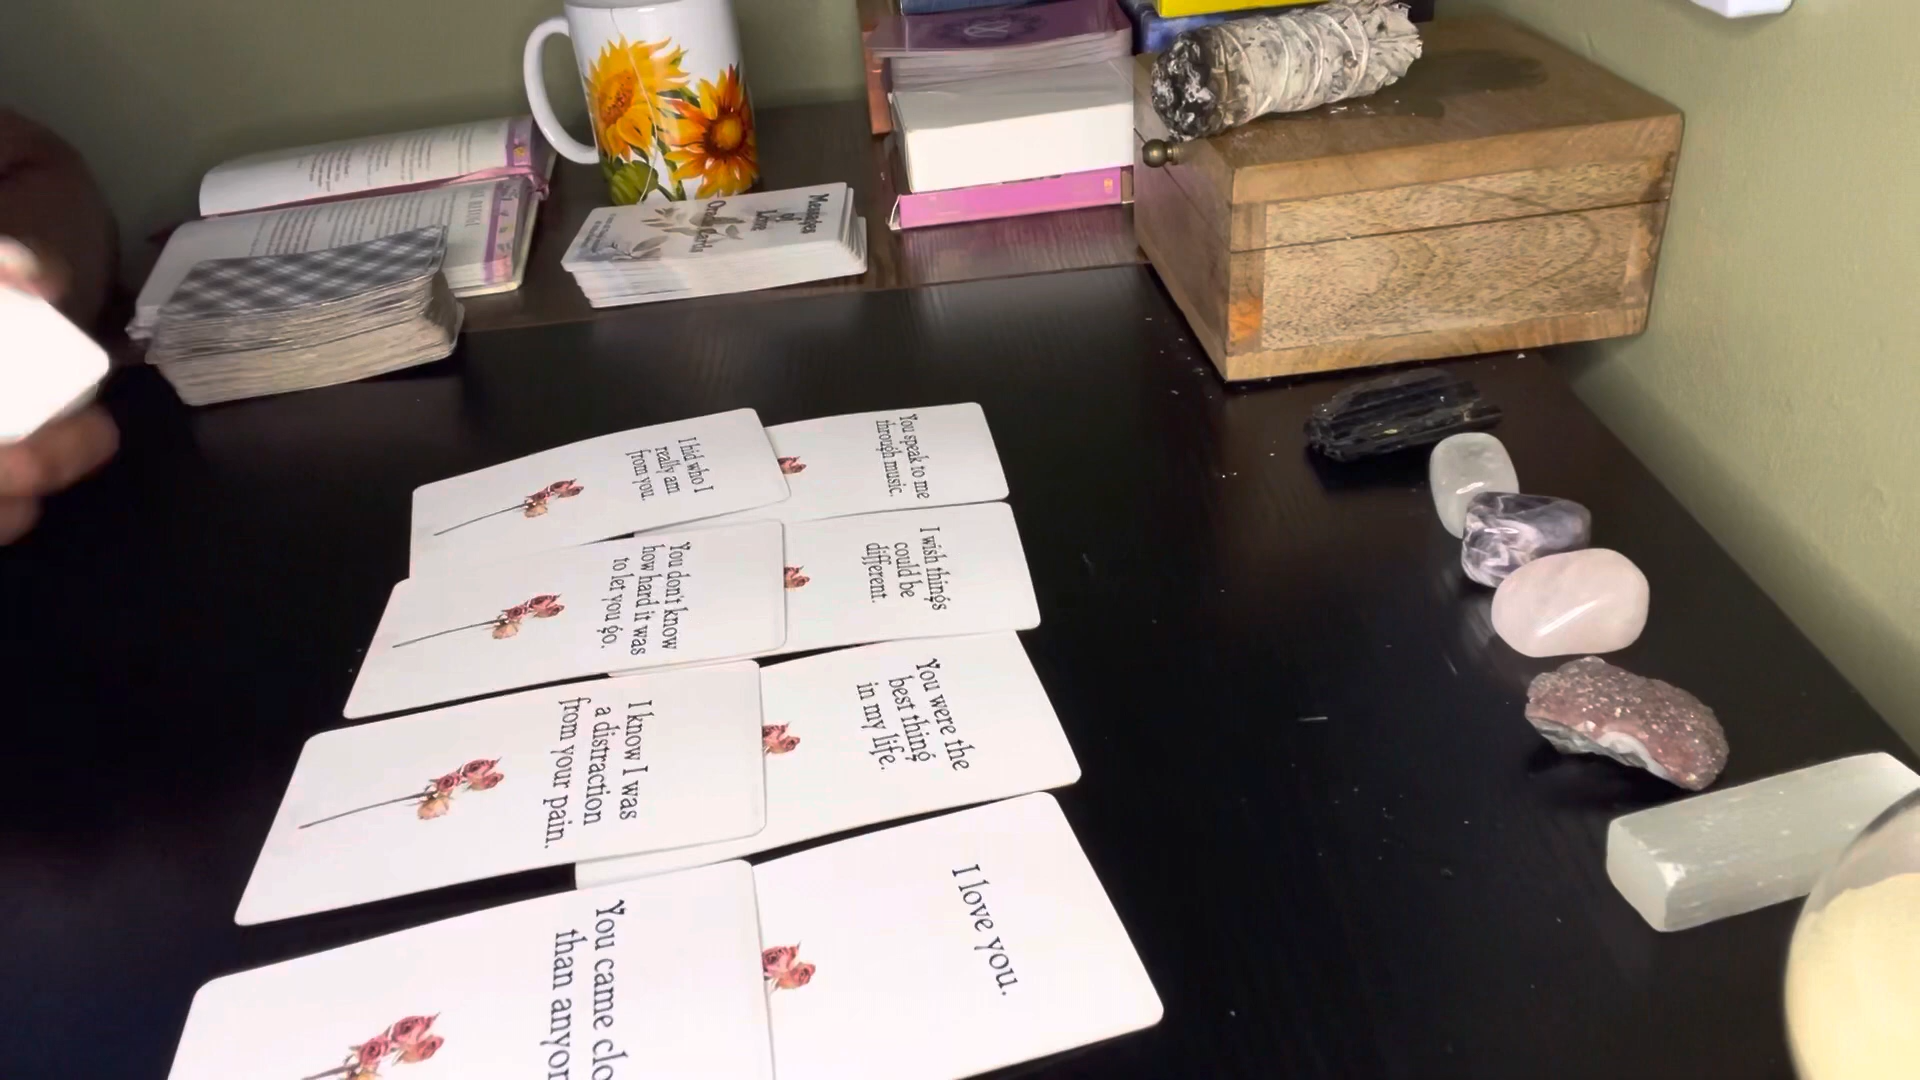 Messages
of
Love
Oracle Cards
You speak to me
through music.
I hid who I
really am
from you.
I wish things
could be
different.
You don't know
how hard it was
to let you go.
You were the
best thing
in my life.
I know I was
a distraction
from your pain.
I love you.
You came
than